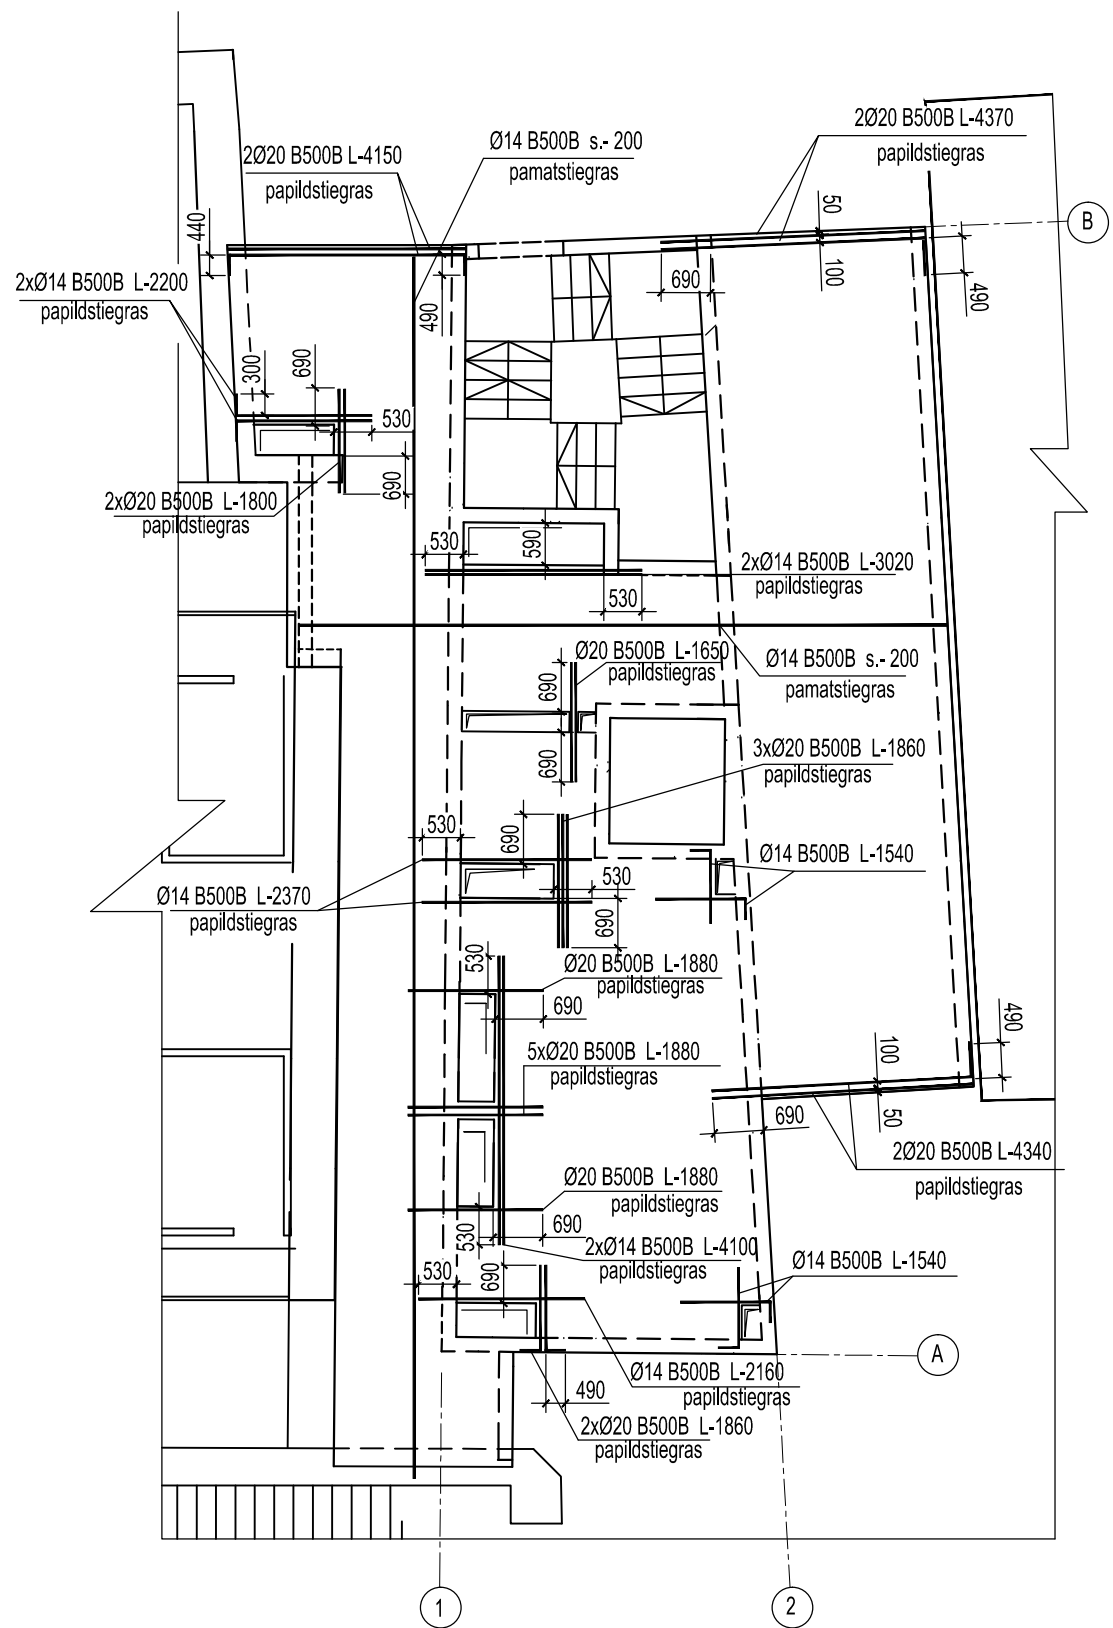 2Ø20 B500B L-4370
papildstiegras
Ø14 B500B s.- 200
pamatstiegras
2Ø20 B500B L-4150
papildstiegras
50
B
440
100
690
490
490
2xØ14 B500B L-2200
papildstiegras
300
690
530
690
2xØ20 B500B L-1800
papildstiegras
530
590
2xØ14 B500B L-3020
papildstiegras
530
Ø20 B500B L-1650
papildstiegras
Ø14 B500B s.- 200
pamatstiegras
690
690
3xØ20 B500B L-1860
papildstiegras
530
690
Ø14 B500B L-1540
530
Ø14 B500B L-2370
papildstiegras
690
530
Ø20 B500B L-1880
papildstiegras
690
490
5xØ20 B500B L-1880
papildstiegras
100
50
690
2Ø20 B500B L-4340
papildstiegras
Ø20 B500B L-1880
papildstiegras
690
530
2xØ14 B500B L-4100
papildstiegras
530
690
Ø14 B500B L-1540
A
Ø14 B500B L-2160
papildstiegras
490
2xØ20 B500B L-1860
papildstiegras
1
2